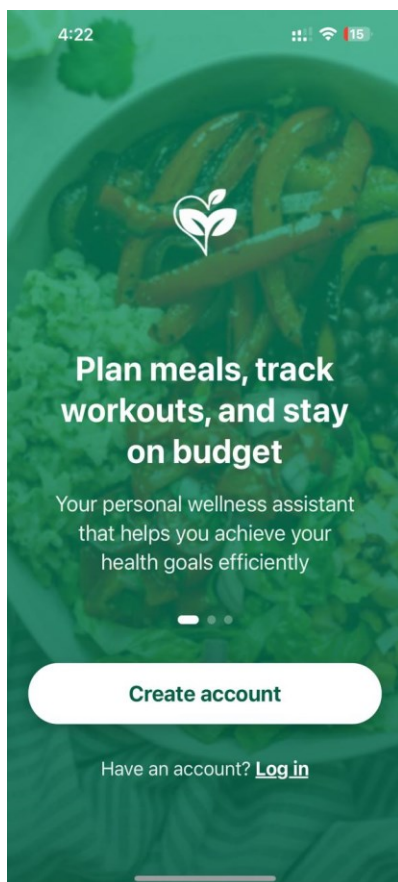 4:22
15
Plan meals, track
workouts, and stay
on budget
Your personal wellness assistant
that helps you achieve your
health goals efficiently
Create account
Have an account? Log in